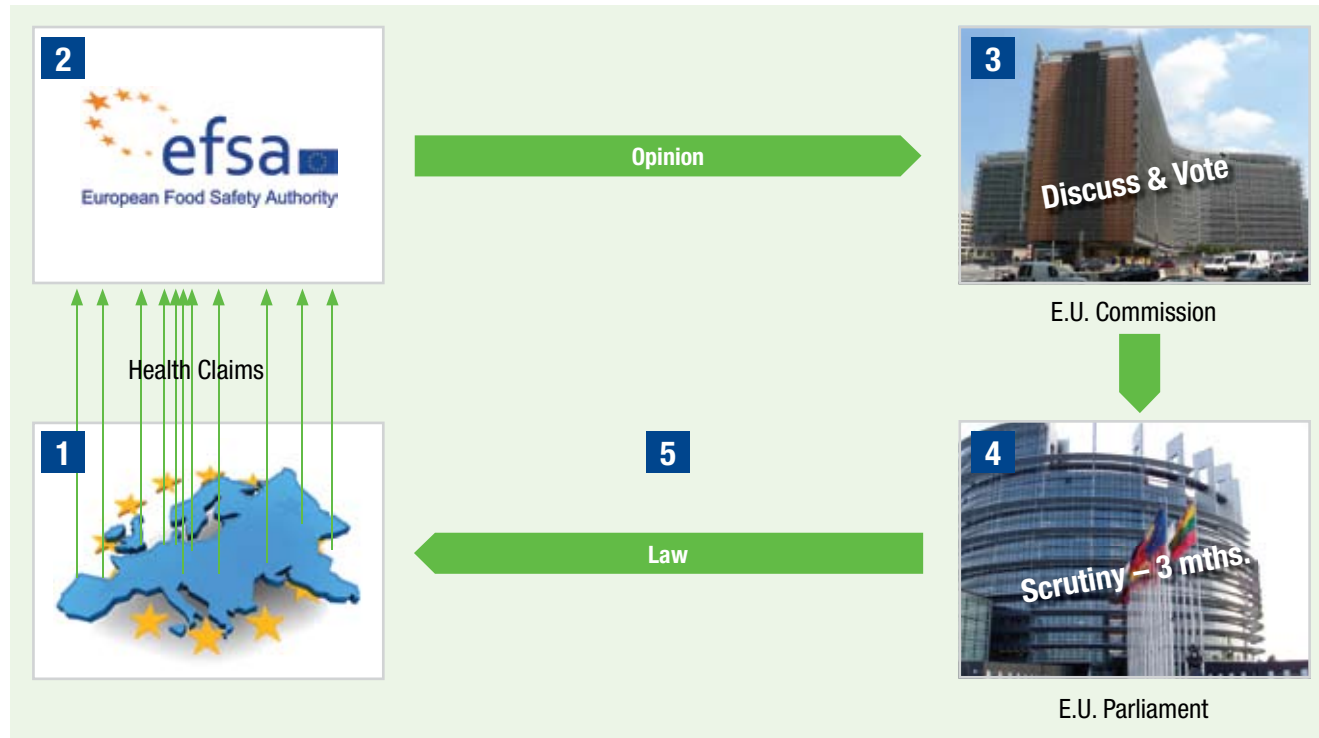 2
efsa
European Food Safety Authority
Opinion
3
Discuss & Vote
E.U. Commission
Health Claims
1
5
Law
4
Scrutiny – 3 mths.
E.U. Parliament